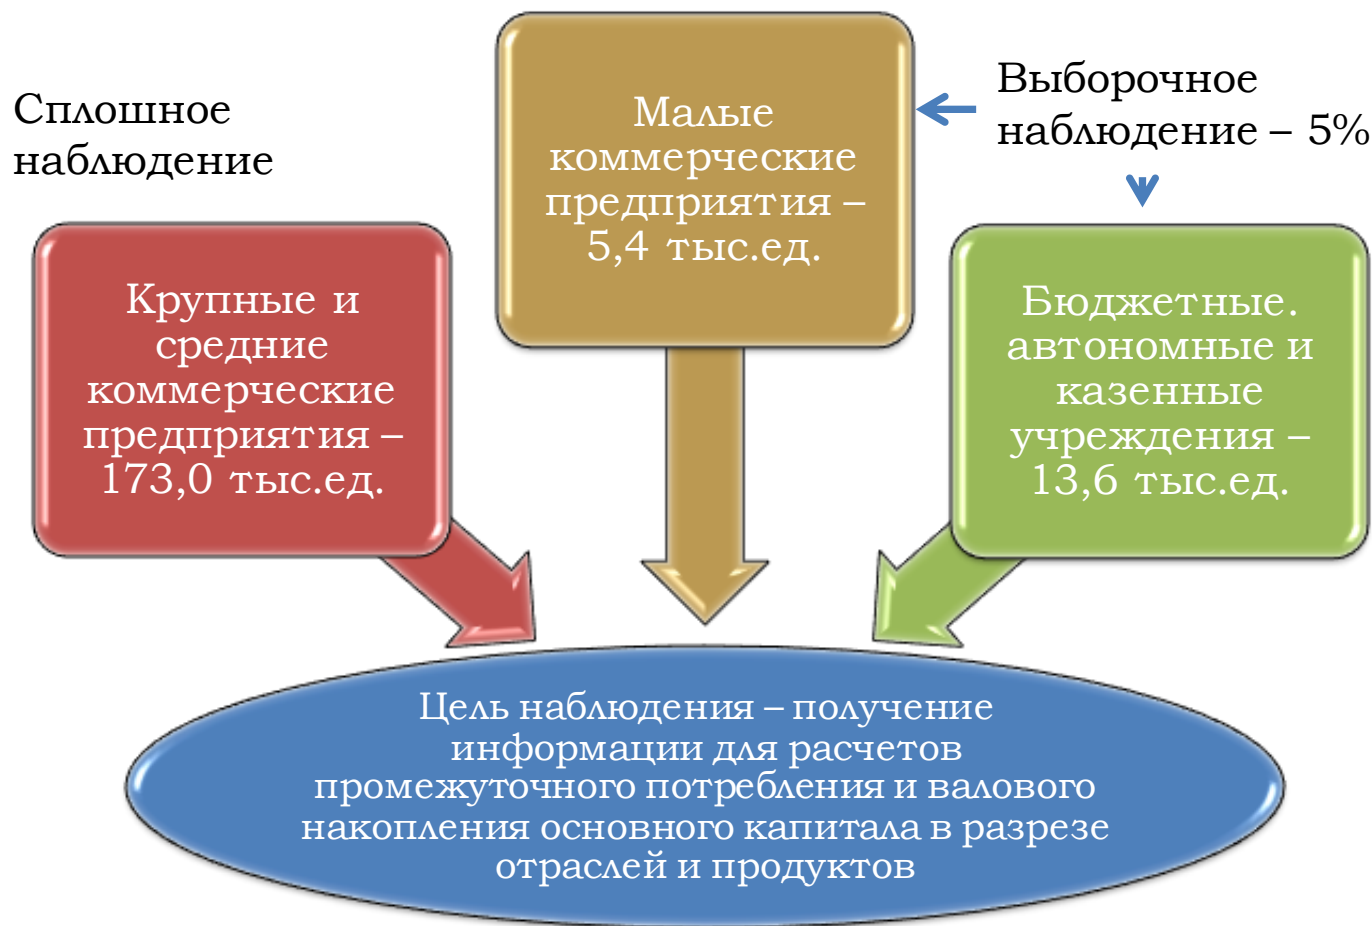 Сплошное
наблюдение
Малые
коммерческие
предприятия –
5,4 тыс.ед.
Выборочное
наблюдение – 5%
Крупные и
средние
коммерческие
предприятия –
173,0 тыс.ед.
Бюджетные.
автономные и
казенные
учреждения –
13,6 тыс.ед.
Цель наблюдения – получение
информации для расчетов
промежуточного потребления и валового
накопления основного капитала в разрезе
отраслей и продуктов